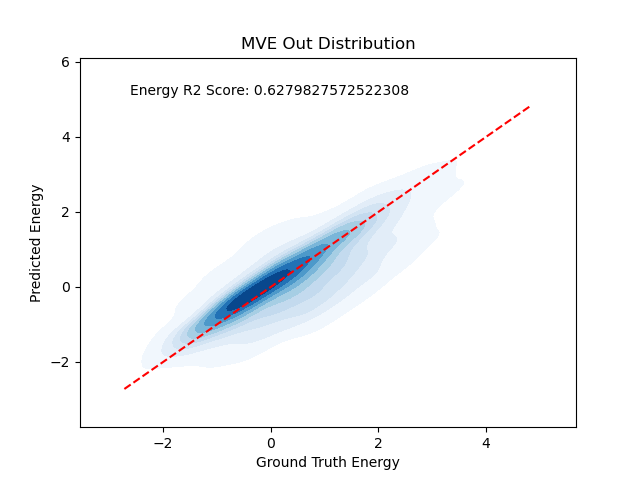 MVE Out Distribution
Energy R2 Score: 0.6279827572522308
6
4
2
0
−2
Predicted Energy
−2 0 2 4
Ground Truth Energy